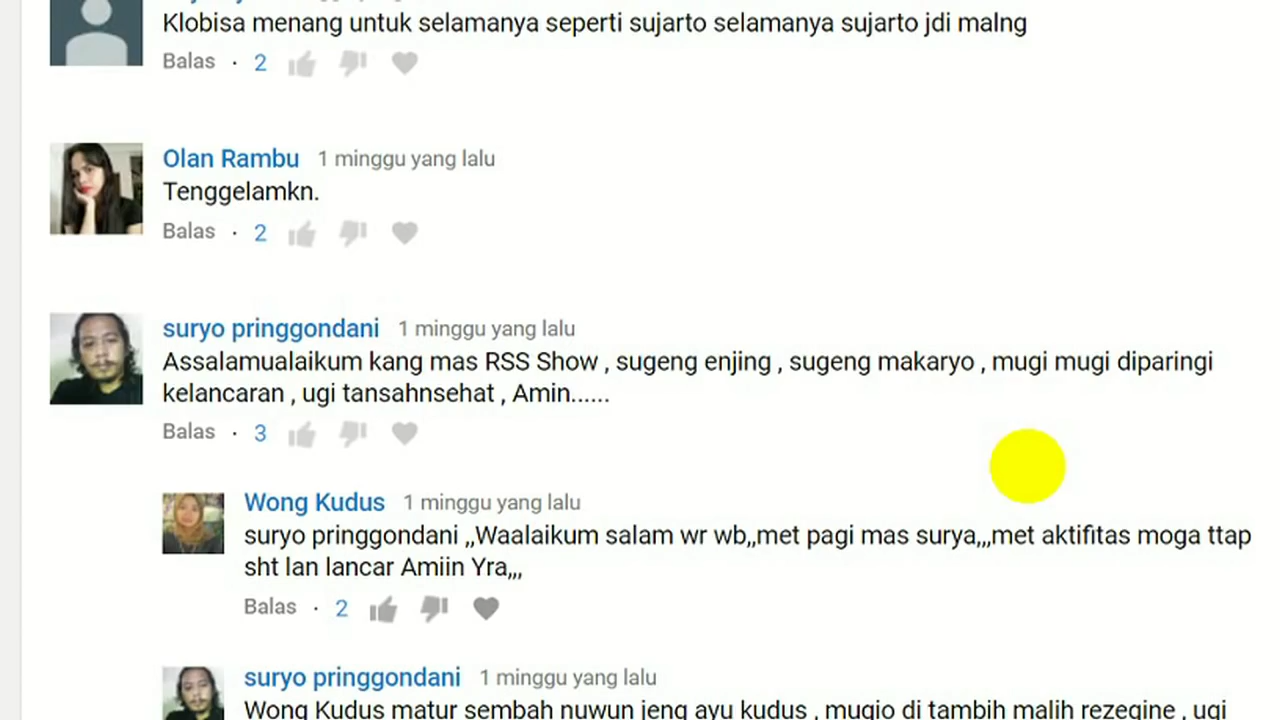 Klobisa menang untuk selamanya seperti sujarto selamanya sujarto jdi malng
Balas · 2
Olan Rambu 1 minggu yang lalu
Tenggelamkn.
Balas · 2
suryo pringgondani 1 minggu yang lalu
Assalamualaikum kang mas RSS Show , sugeng enjing , sugeng makaryo , mugi mugi diparingi
kelancaran , ugi tansahnsehat , Amin......
Balas · 3
Wong Kudus 1 minggu yang lalu
suryo pringgondani ,,Waalaikum salam wr wb,,met pagi mas surya,,,met aktifitas moga ttap
sht lan lancar Amiin Yra,,,
Balas · 2
suryo pringgondani 1 minggu yang lalu
Wong Kudus matur sembah nuwun jeng ayu kudus , mugio di tambih malih rezeqine , ugi